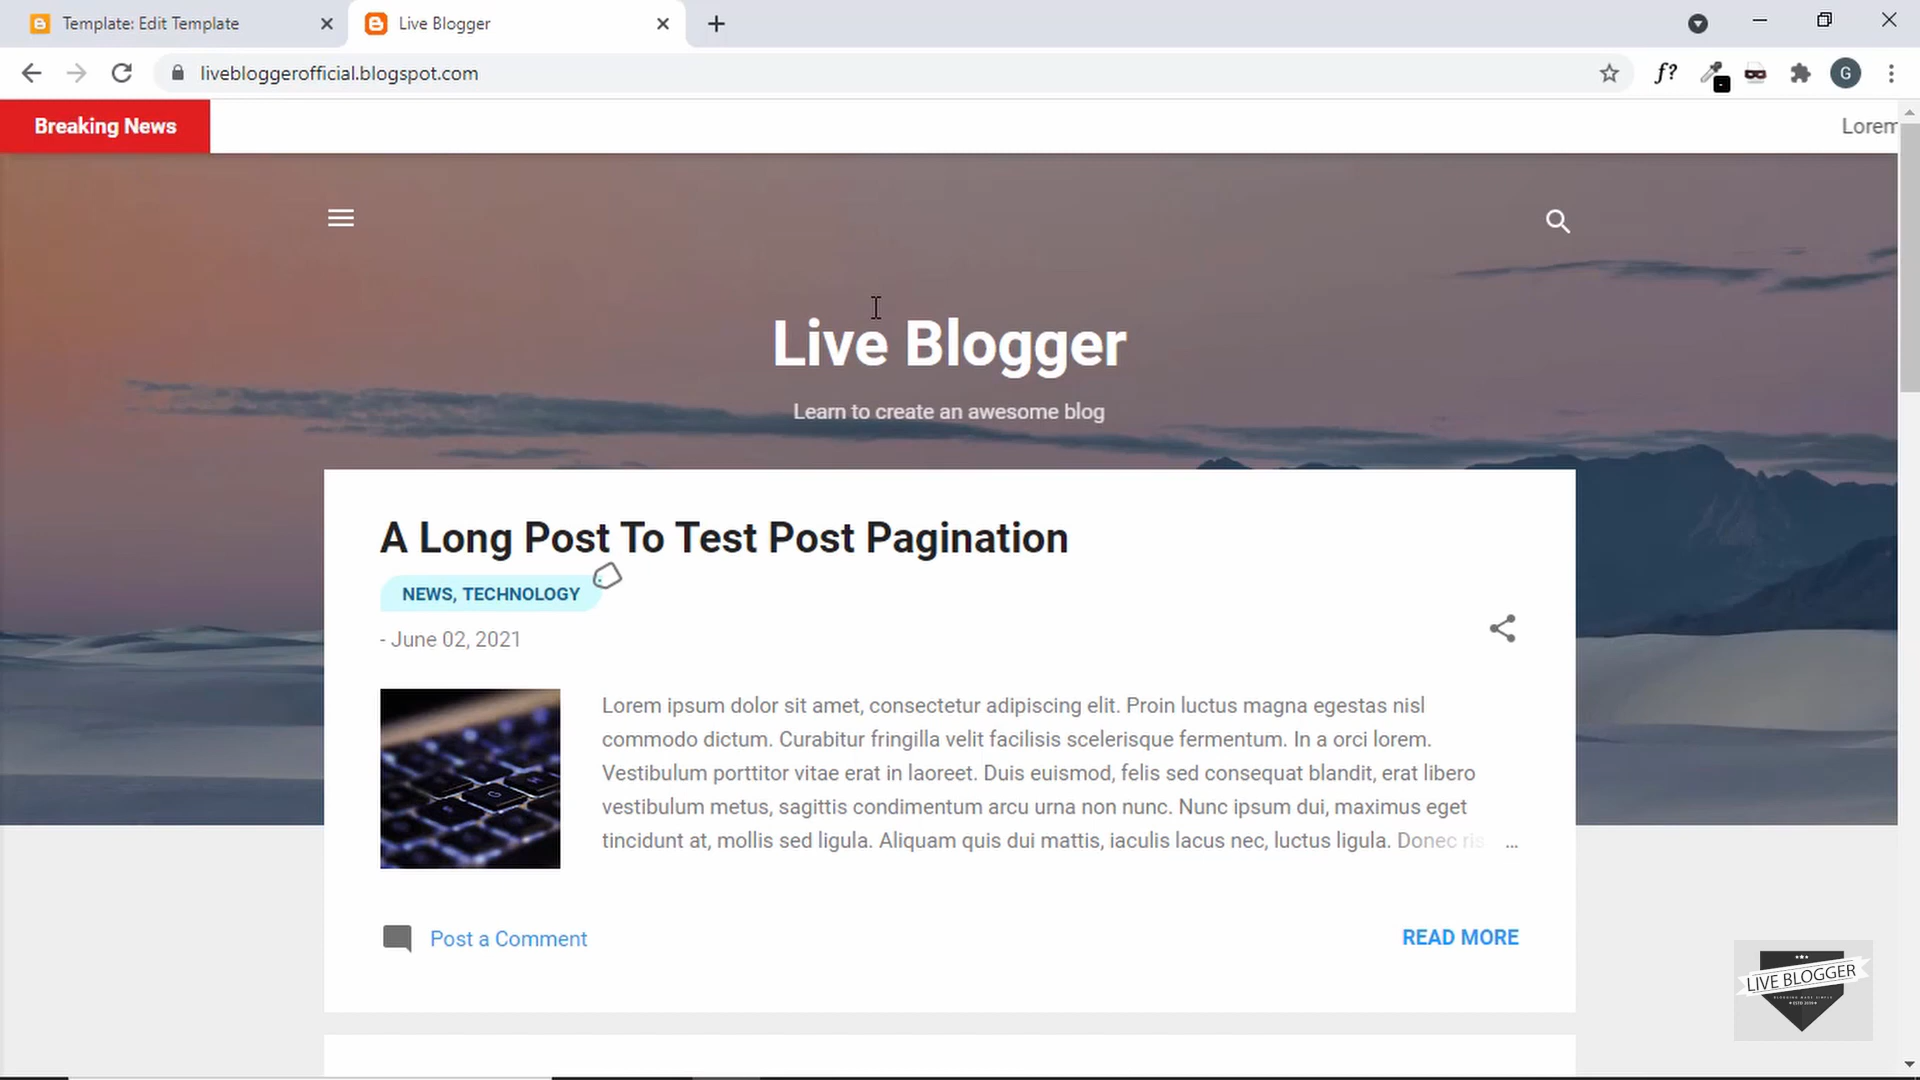 Template: Edit Template
Live Blogger
livebloggerofficial.blogspot.com
f?
G
Breaking News
Lorem
Live Blogger
Learn to create an awesome blog
A Long Post To Test Post Pagination
NEWS, TECHNOLOGY
- June 02, 2021
Lorem ipsum dolor sit amet, consectetur adipiscing elit. Proin luctus magna egestas nisl
commodo dictum. Curabitur fringilla velit facilisis scelerisque fermentum. In a orci lorem.
Vestibulum porttitor vitae erat in laoreet. Duis euismod, felis sed consequat blandit, erat libero
vestibulum metus, sagittis condimentum arcu urna non nunc. Nunc ipsum dui, maximus eget
tincidunt at, mollis sed ligula. Aliquam quis dui mattis, iaculis lacus nec, luctus ligula. Donec ris ...
Post a Comment
READ MORE
LIVE BLOGGER